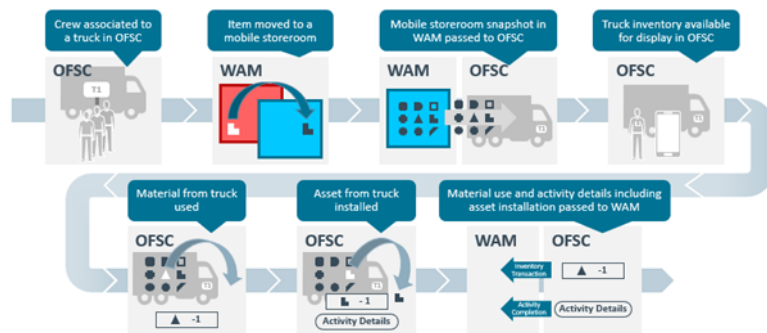 Crew associated to
a truck in OFSC
Item moved to a
mobile storeroom
Mobile storeroom snapshot in
WAM passed to OFSC
Truck inventory available
for display in OFSC
OFSC
T1
WAM
WAM
OFSC
T1
OFSC
T1
Material from truck
used
Asset from truck
installed
Material use and activity details including
asset installation passed to WAM
OFSC
T1
▲ -1
OFSC
T1
- 1
Activity Details
WAM
OFSC
Inventory
Transaction
▲ -1
Activity
Completion
Activity Details